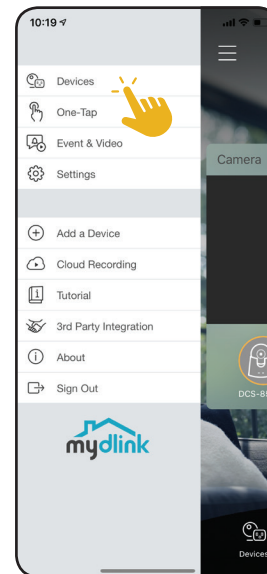 10:19
Devices
One-Tap
Event & Video
Settings
Add a Device
Cloud Recording
Tutorial
3rd Party Integration
About
Sign Out
mydlink
Camera
Devices